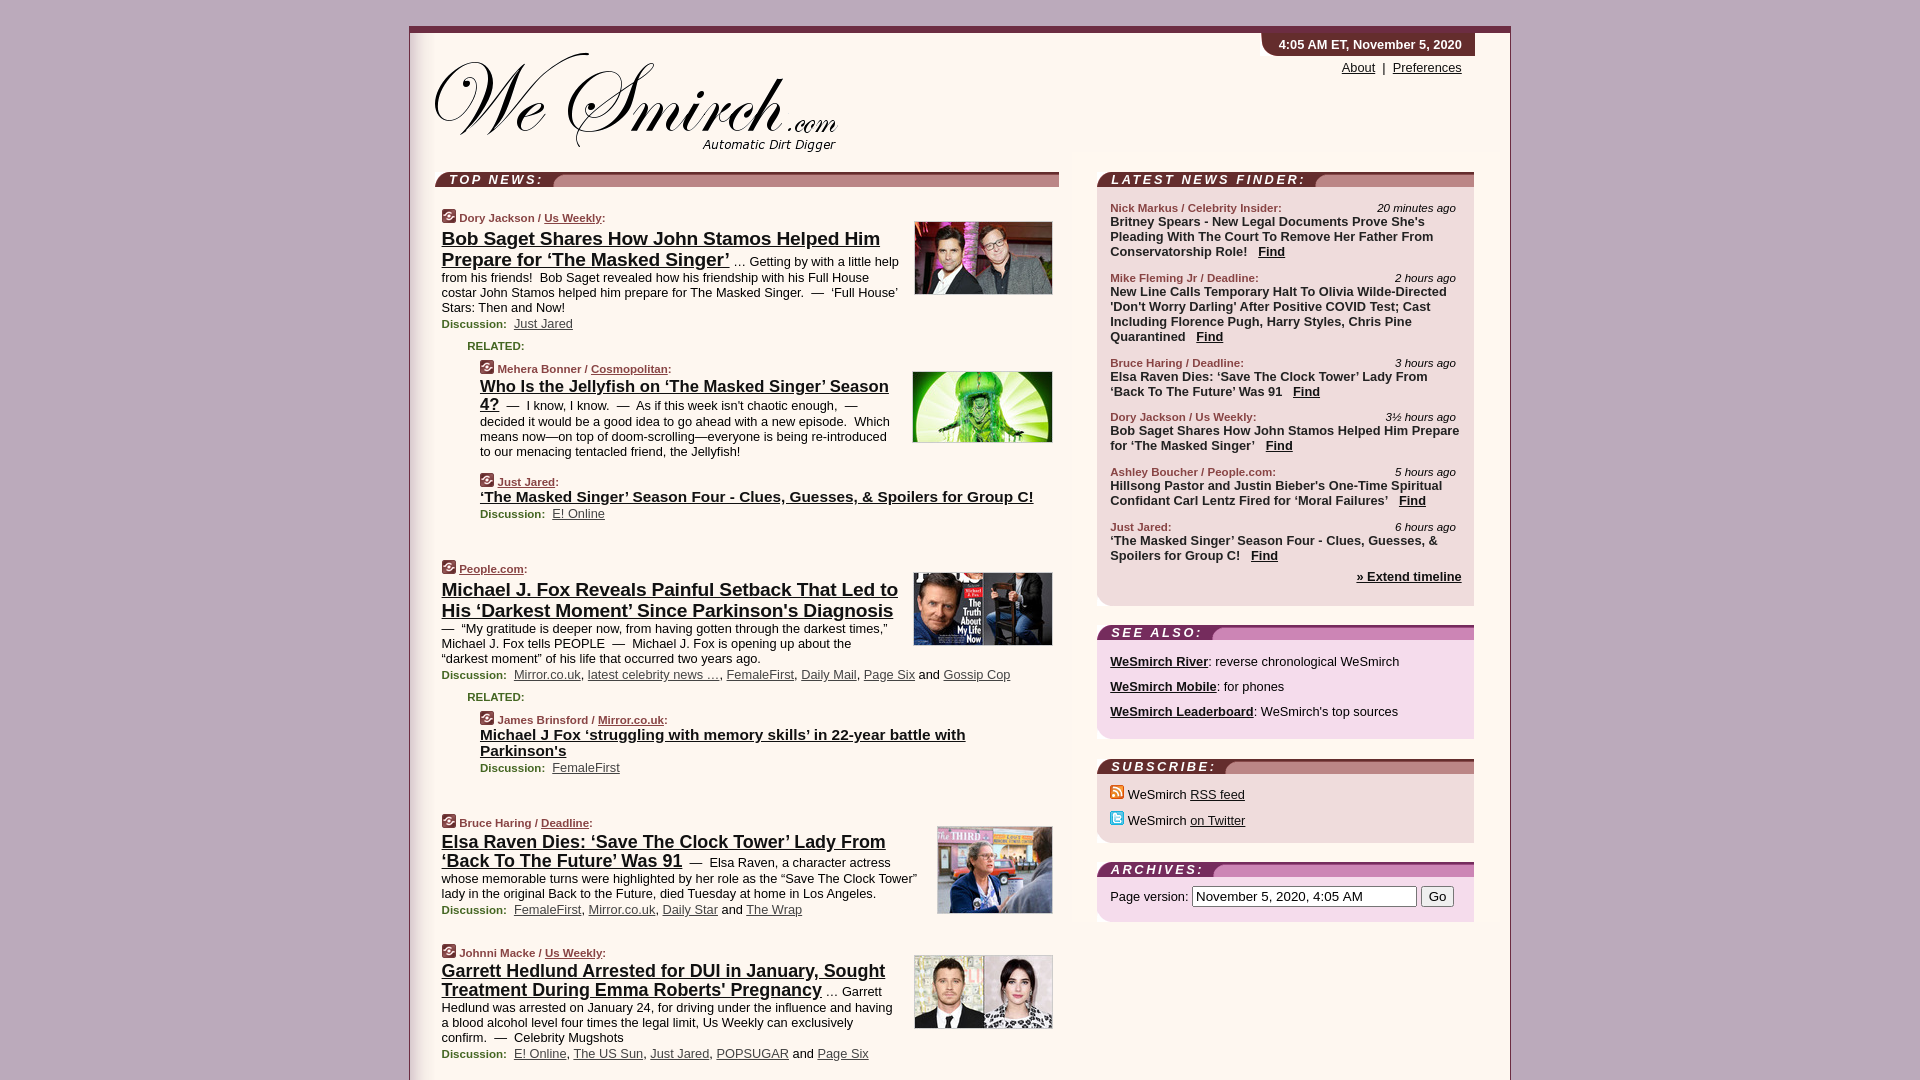 4:05 AM ET, November 5, 2020
About | Preferences
We Smirch.com
Automatic Dirt Digger
TOP NEWS:
Dory Jackson / Us Weekly:
Bob Saget Shares How John Stamos Helped Him
Prepare for ‘The Masked Singer’ … Getting by with a little help
from his friends! Bob Saget revealed how his friendship with his Full House
costar John Stamos helped him prepare for The Masked Singer. — ‘Full House’
Stars: Then and Now!
Discussion: Just Jared
RELATED:
Mehera Bonner / Cosmopolitan:
Who Is the Jellyfish on ‘The Masked Singer’ Season
4? — I know, I know. — As if this week isn't chaotic enough, —
decided it would be a good idea to go ahead with a new episode. Which
means now—on top of doom-scrolling—everyone is being re-introduced
to our menacing tentacled friend, the Jellyfish!
Just Jared:
‘The Masked Singer’ Season Four - Clues, Guesses, & Spoilers for Group C!
Discussion: E! Online
People.com:
Michael J. Fox Reveals Painful Setback That Led to
His ‘Darkest Moment’ Since Parkinson's Diagnosis
— “My gratitude is deeper now, from having gotten through the darkest times,”
Michael J. Fox tells PEOPLE — Michael J. Fox is opening up about the
“darkest moment” of his life that occurred two years ago.
Discussion: Mirror.co.uk, latest celebrity news …, FemaleFirst, Daily Mail, Page Six and Gossip Cop
Michael
J. Fox
The
Truth
About
My Life
Now
RELATED:
James Brinsford / Mirror.co.uk:
Michael J Fox ‘struggling with memory skills’ in 22-year battle with
Parkinson's
Discussion: FemaleFirst
Bruce Haring / Deadline:
Elsa Raven Dies: ‘Save The Clock Tower’ Lady From
‘Back To The Future’ Was 91 — Elsa Raven, a character actress
whose memorable turns were highlighted by her role as the “Save The Clock Tower”
lady in the original Back to the Future, died Tuesday at home in Los Angeles.
Discussion: FemaleFirst, Mirror.co.uk, Daily Star and The Wrap
The THIRD
Johnni Macke / Us Weekly:
Garrett Hedlund Arrested for DUI in January, Sought
Treatment During Emma Roberts' Pregnancy … Garrett
Hedlund was arrested on January 24, for driving under the influence and having
a blood alcohol level four times the legal limit, Us Weekly can exclusively
confirm. — Celebrity Mugshots
Discussion: E! Online, The US Sun, Just Jared, POPSUGAR and Page Six
LATEST NEWS FINDER:
Nick Markus / Celebrity Insider: 20 minutes ago
Britney Spears - New Legal Documents Prove She's
Pleading With The Court To Remove Her Father From
Conservatorship Role! Find
Mike Fleming Jr / Deadline: 2 hours ago
New Line Calls Temporary Halt To Olivia Wilde-Directed
'Don't Worry Darling' After Positive COVID Test; Cast
Including Florence Pugh, Harry Styles, Chris Pine
Quarantined Find
Bruce Haring / Deadline: 3 hours ago
Elsa Raven Dies: ‘Save The Clock Tower’ Lady From
‘Back To The Future’ Was 91 Find
Dory Jackson / Us Weekly: 3½ hours ago
Bob Saget Shares How John Stamos Helped Him Prepare
for ‘The Masked Singer’ Find
Ashley Boucher / People.com: 5 hours ago
Hillsong Pastor and Justin Bieber's One-Time Spiritual
Confidant Carl Lentz Fired for ‘Moral Failures’ Find
Just Jared: 6 hours ago
‘The Masked Singer’ Season Four - Clues, Guesses, &
Spoilers for Group C! Find
» Extend timeline
SEE ALSO:
WeSmirch River: reverse chronological WeSmirch
WeSmirch Mobile: for phones
WeSmirch Leaderboard: WeSmirch's top sources
SUBSCRIBE:
WeSmirch RSS feed
WeSmirch on Twitter
ARCHIVES:
Page version: November 5, 2020, 4:05 AM Go